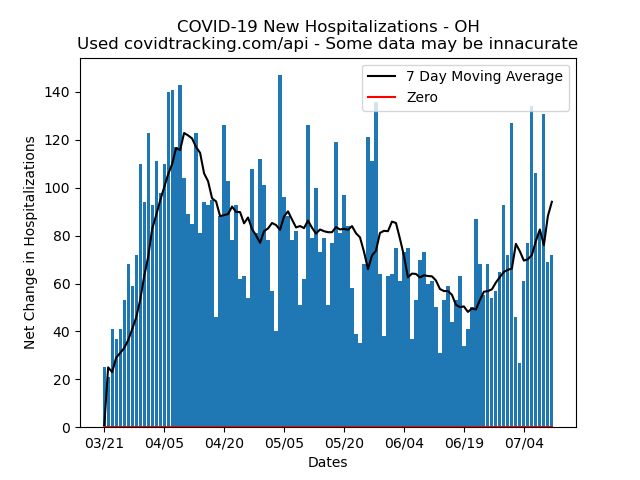 COVID-19 New Hospitalizations - OH
Used covidtracking.com/api - Some data may be innacurate
7 Day Moving Average
Zero
Net Change in Hospitalizations
140
120
100
80
60
40
20
0
03/21 04/05 04/20 05/05 05/20 06/04 06/19 07/04
Dates